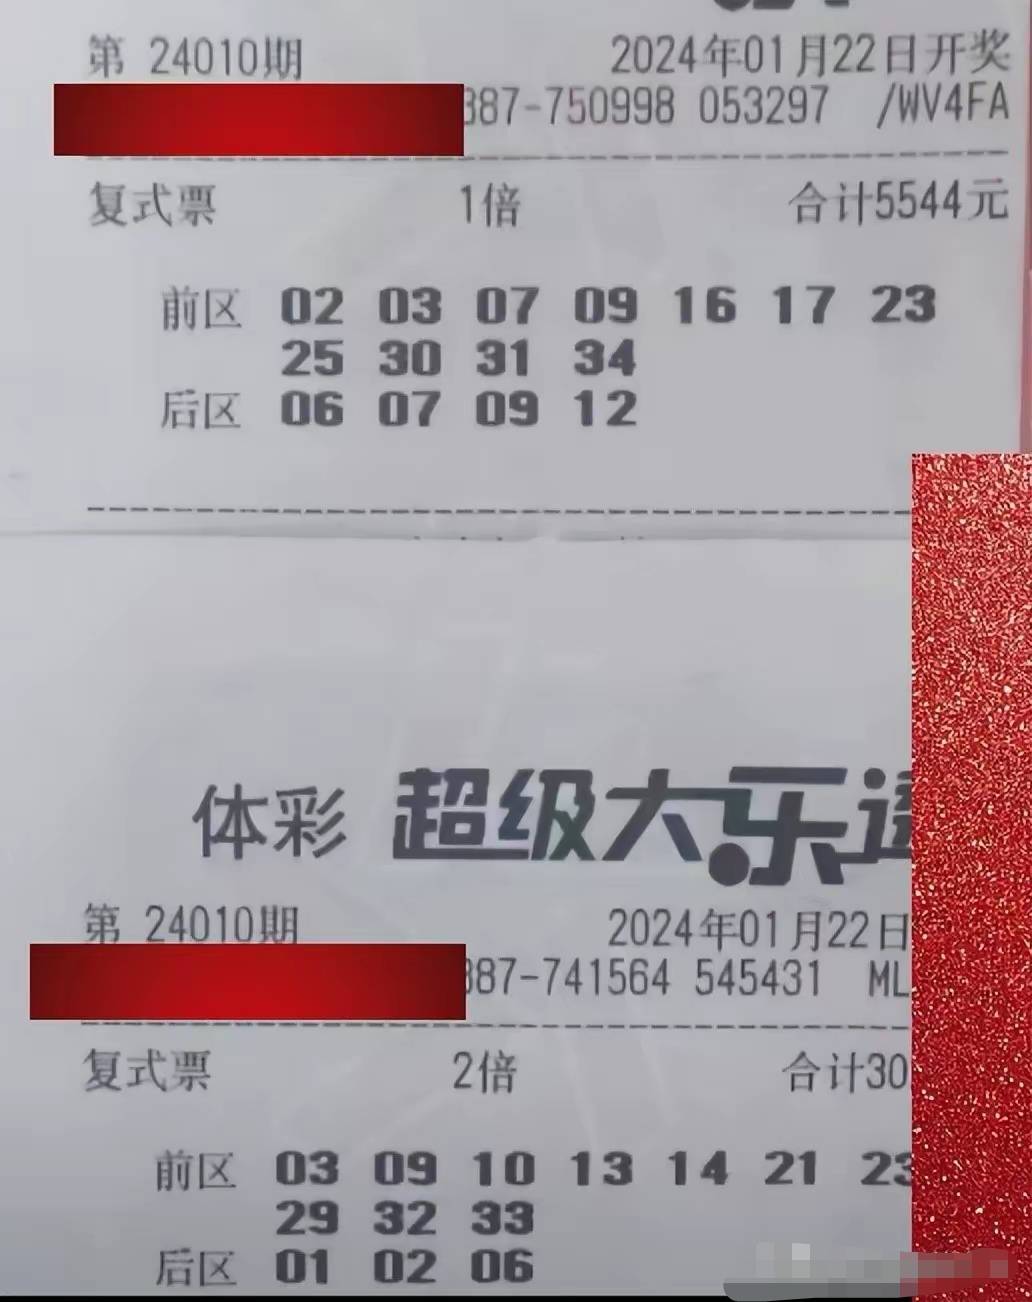 第 24010期 2024年01月22日开奖
387-750998 053297 /WV4FA
复式票 1倍 合计5544元
前区 02 03 07 09 16 17 23
25 30 31 34
后区 06 07 09 12
体彩 超级大乐透
第 24010期 2024年01月22日
387-741564 545431 ML
复式票 2倍 合计30
前区 03 09 10 13 14 21 23
29 32 33
后区 01 02 06